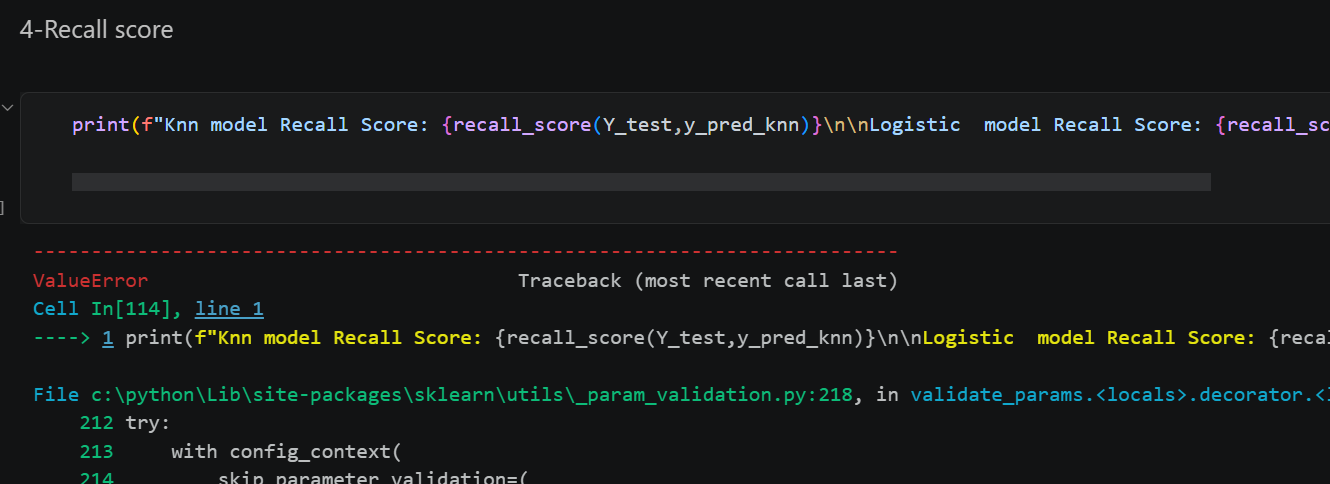 4-Recall score
print(f"Knn model Recall Score: {recall_score(Y_test,y_pred_knn)}\n\nLogistic  model Recall Score: {recall_sc
]
---------------------------------------------------------------------------
ValueError                                Traceback (most recent call last)
Cell In[114], line 1
----> 1 print(f"Knn model Recall Score: {recall_score(Y_test,y_pred_knn)}\n\nLogistic  model Recall Score: {recal
File c:\python\Lib\site-packages\sklearn\utils\_param_validation.py:218, in validate_params.<locals>.decorator.<l
    212 try:
    213     with config_context(
    214         skip_parameter_validation=(